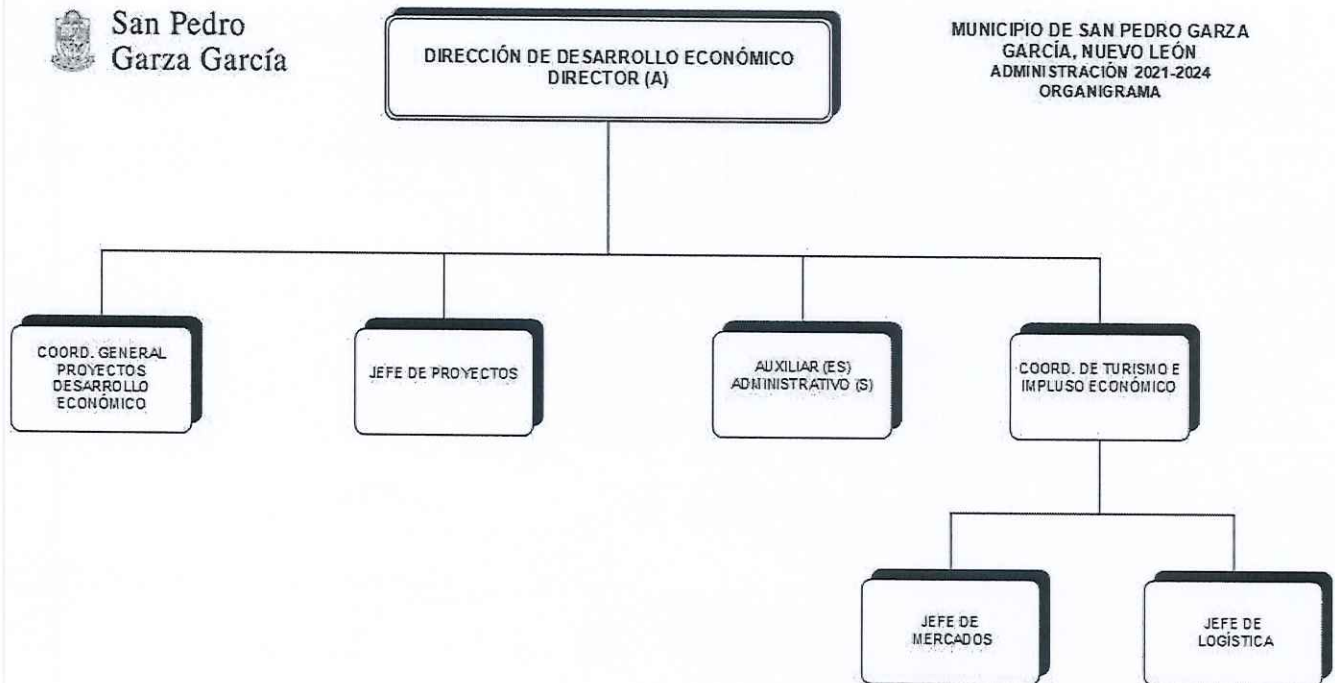 San Pedro
Garza García
DIRECCIÓN DE DESARROLLO ECONÓMICO
DIRECTOR (A)
MUNICIPIO DE SAN PEDRO GARZA
GARCÍA, NUEVO LEÓN
ADMINISTRACIÓN 2021-2024
ORGANIGRAMA
COORD. GENERAL
PROYECTOS
DESARROLLO
ECONÓMICO
JEFE DE PROYECTOS
AUXILIAR (ES)
ADMINISTRATIVO (S)
COORD. DE TURISMO E
IMPLUSO ECONÓMICO
JEFE DE
MERCADOS
JEFE DE
LOGÍSTICA